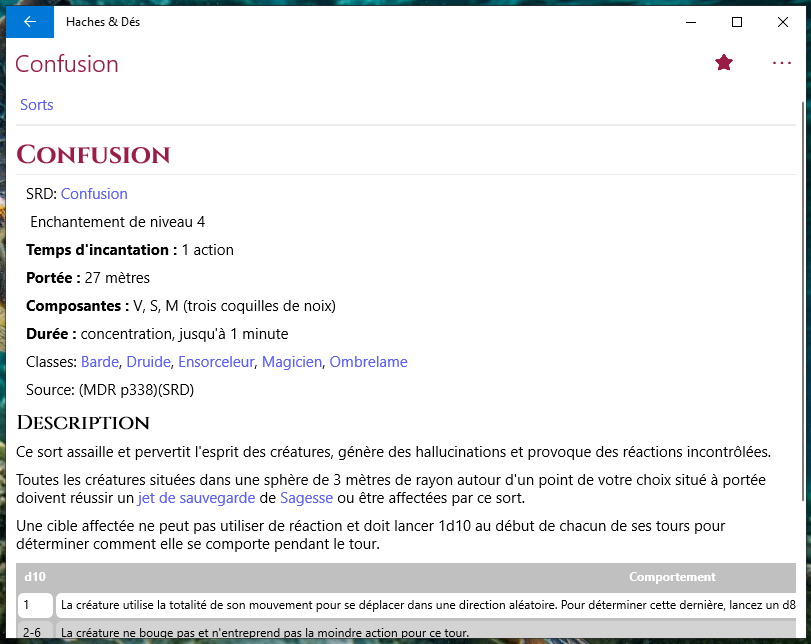 Haches & Dés
Confusion
Sorts
Confusion
SRD: Confusion
Enchantement de niveau 4
Temps d'incantation : 1 action
Portée : 27 mètres
Composantes : V, S, M (trois coquilles de noix)
Durée : concentration, jusqu'à 1 minute
Classes: Barde, Druide, Ensorceleur, Magicien, Ombrelame
Source: (MDR p338)(SRD)
Description
Ce sort assaille et pervertit l'esprit des créatures, génère des hallucinations et provoque des réactions incontrôlées.
Toutes les créatures situées dans une sphère de 3 mètres de rayon autour d'un point de votre choix situé à portée
doivent réussir un jet de sauvegarde de Sagesse ou être affectées par ce sort.
Une cible affectée ne peut pas utiliser de réaction et doit lancer 1d10 au début de chacun de ses tours pour
déterminer comment elle se comporte pendant le tour.
d10 Comportement
1 La créature utilise la totalité de son mouvement pour se déplacer dans une direction aléatoire. Pour déterminer cette dernière, lancez un d8
2-6 La créature ne bouge pas et n'entreprend pas la moindre action pour ce tour.